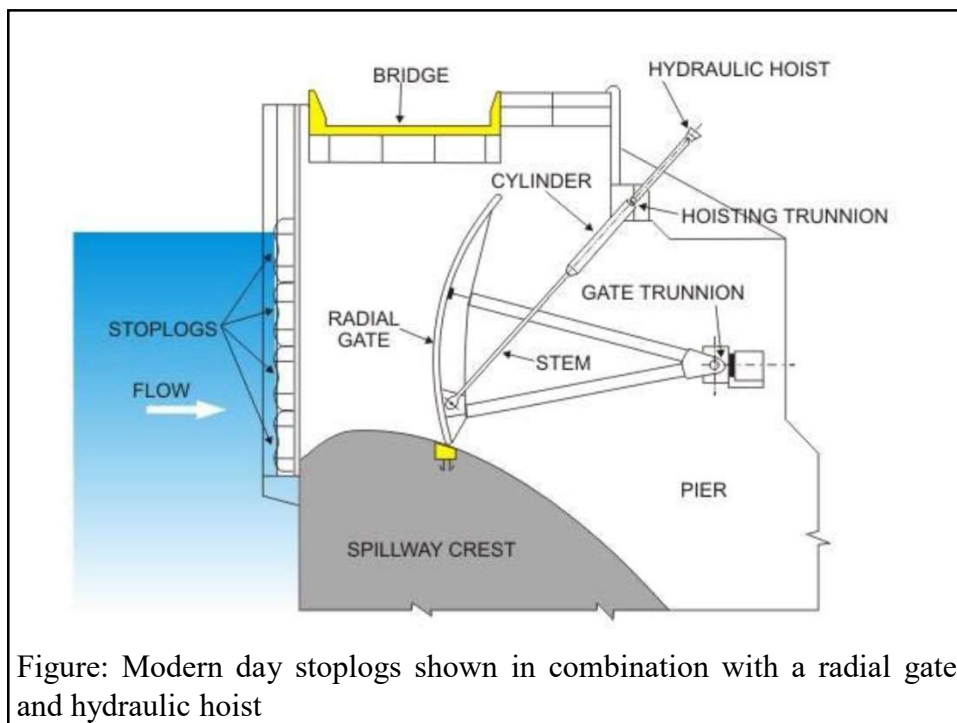 BRIDGE
HYDRAULIC HOIST
CYLINDER
HOISTING TRUNNION
GATE TRUNNION
STOPLOGS
RADIAL
GATE
STEM
FLOW
PIER
SPILLWAY CREST
Figure: Modern day stoplogs shown in combination with a radial gate
and hydraulic hoist